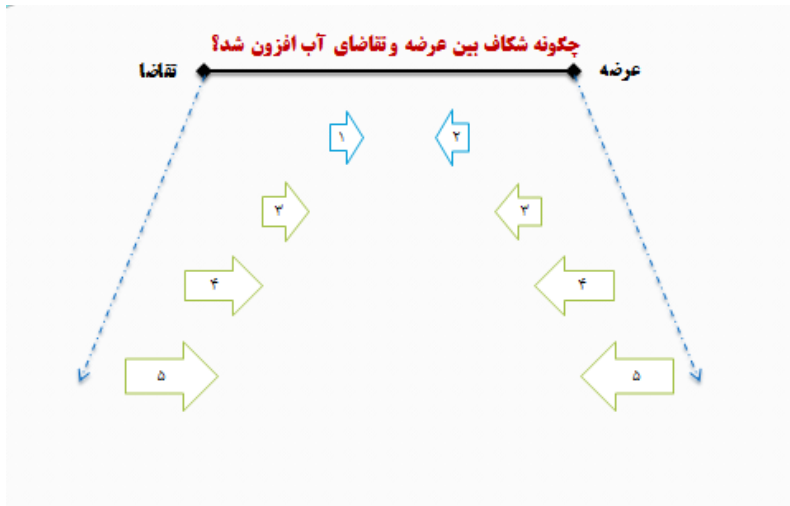 چگونه شکاف بین عرضه و تقاضای آب افزون شد؟
عرضه
تقاضا
۲
۱
۳
۳
۴
۴
۵
۵